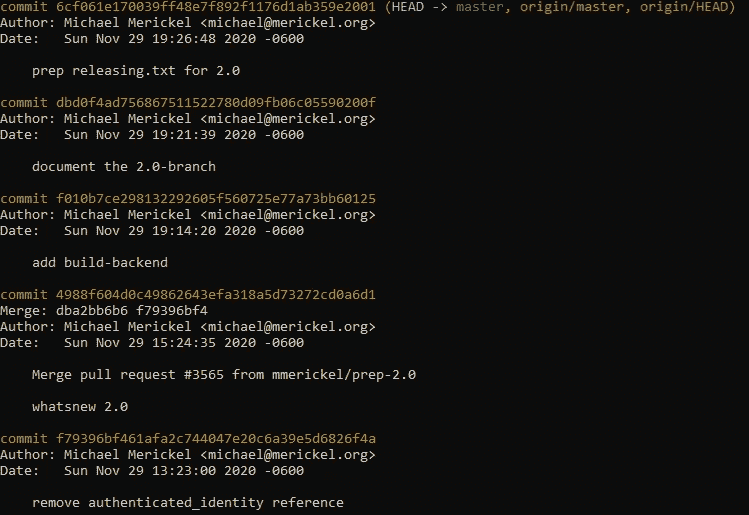 commit 6cf061e170039ff48e7f892f1176d1ab359e2001 (HEAD -> master, origin/master, origin/HEAD)
Author: Michael Merickel <michael@merickel.org>
Date:   Sun Nov 29 19:26:48 2020 -0600
prep releasing.txt for 2.0
commit dbd0f4ad756867511522780d09fb06c05590200f
Author: Michael Merickel <michael@merickel.org>
Date:   Sun Nov 29 19:21:39 2020 -0600
document the 2.0-branch
commit f010b7ce298132292605f560725e77a73bb60125
Author: Michael Merickel <michael@merickel.org>
Date:   Sun Nov 29 19:14:20 2020 -0600
add build-backend
commit 4988f604d0c49862643efa318a5d73272cd0a6d1
Merge: dba2bb6b6 f79396bf4
Author: Michael Merickel <michael@merickel.org>
Date:   Sun Nov 29 15:24:35 2020 -0600
Merge pull request #3565 from mmerickel/prep-2.0
whatsnew 2.0
commit f79396bf461afa2c744047e20c6a39e5d6826f4a
Author: Michael Merickel <michael@merickel.org>
Date:   Sun Nov 29 13:23:00 2020 -0600
remove authenticated_identity reference